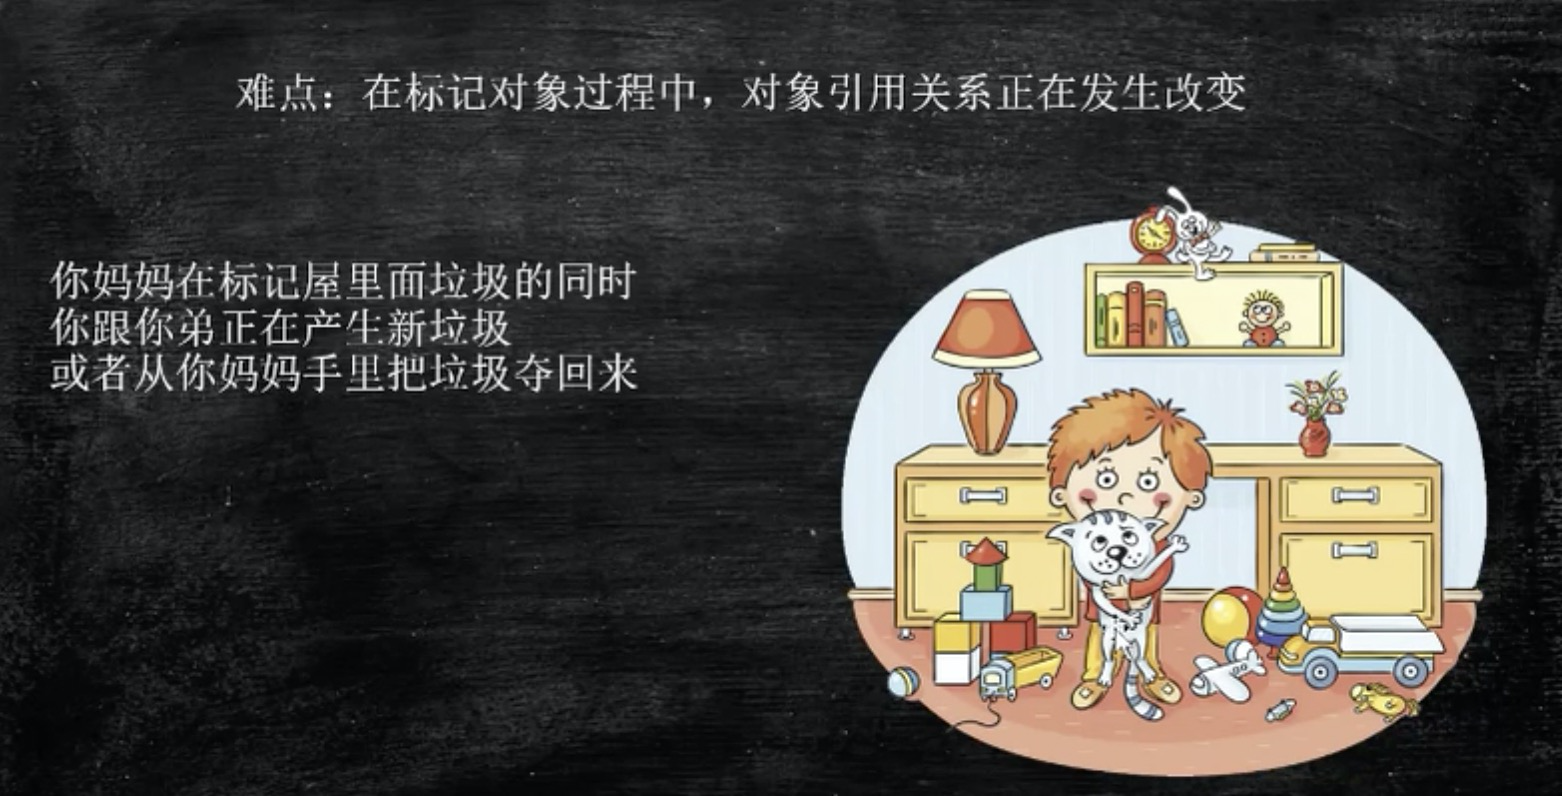 难点：在标记对象过程中，对象引用关系正在发生改变
你妈妈在标记屋里面垃圾的同时
你跟你弟正在产生新垃圾
或者从你妈妈手里把垃圾夺回来